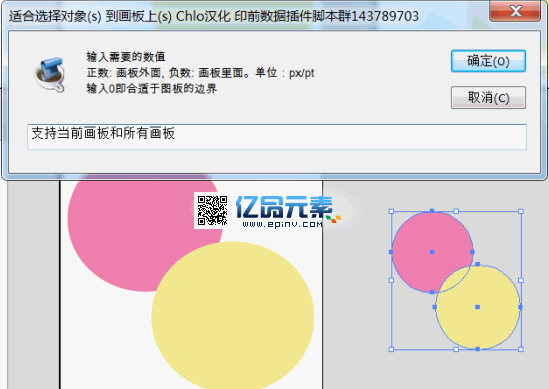 适合选择对象(s) 到画板上(s) Chlo汉化 印前数据插件脚本群143789703
输入需要的数值
正数: 画板外面, 负数: 画板里面。单位：px/pt
输入0即合适于图板的边界
确定(O)
取消(C)
支持当前画板和所有画板
亿命元素
www.epinv.com